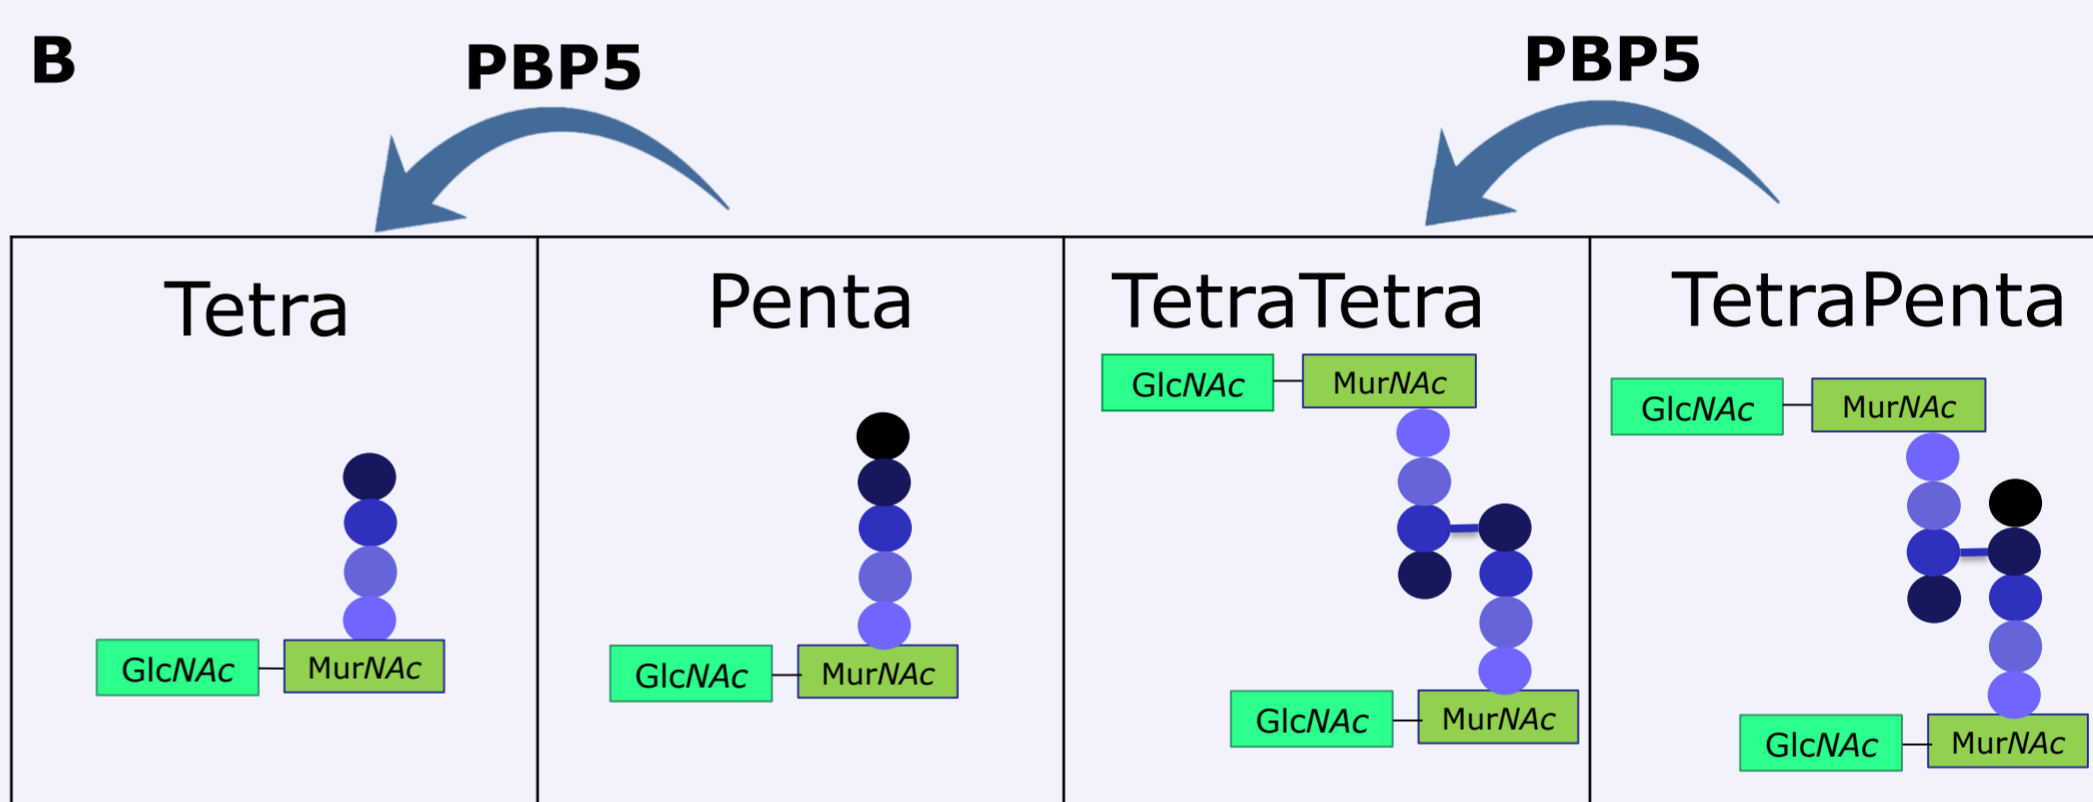 B
PBP5
PBP5
Tetra
Penta
TetraTetra
TetraPenta
GlcNAc
MurNAc
GlcNAc
MurNAc
GlcNAc
MurNAc
GlcNAc
MurNAc
GlcNAc
MurNAc
GlcNAc
MurNAc